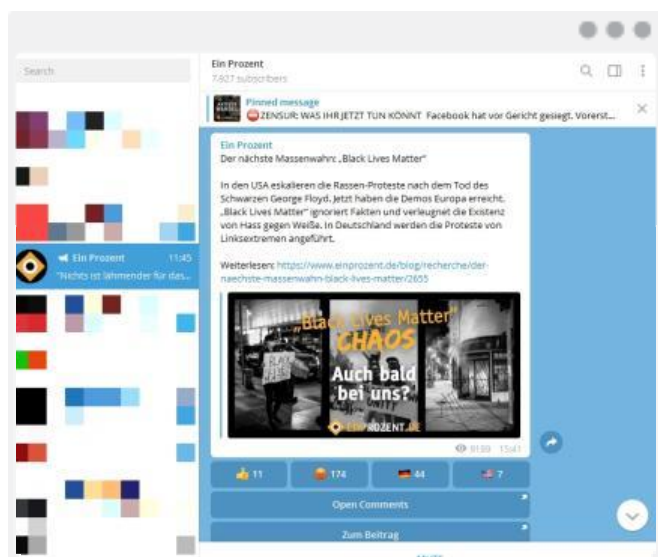 Search
Ein Prozent
7.927 subscribers
Pinned message
ZENSUR: WAS IHR JETZT TUN KÖNNT Facebook hat vor Gericht gesiegt. Vorerst...
Ein Prozent
Der nächste Massenwahn: „Black Lives Matter"
In den USA eskalieren die Rassen-Proteste nach dem Tod des
Schwarzen George Floyd. Jetzt haben die Demos Europa erreicht.
„Black Lives Matter" ignoriert Fakten und verleugnet die Existenz
von Hass gegen Weiße. In Deutschland werden die Proteste von
Linksextremen angeführt.
Weiterlesen: https://www.einprozent.de/blog/recherche/der-
naechste-massenwahn-black-lives-matter/2655
Ein Prozent 11:45
"Nichts ist lähmender für das...
„Black Lives Matter"
CHAOS
Auch bald
bei uns?
EINPROZENT.DE
15:41
11
174
44
7
Open Comments
Zum Beitrag